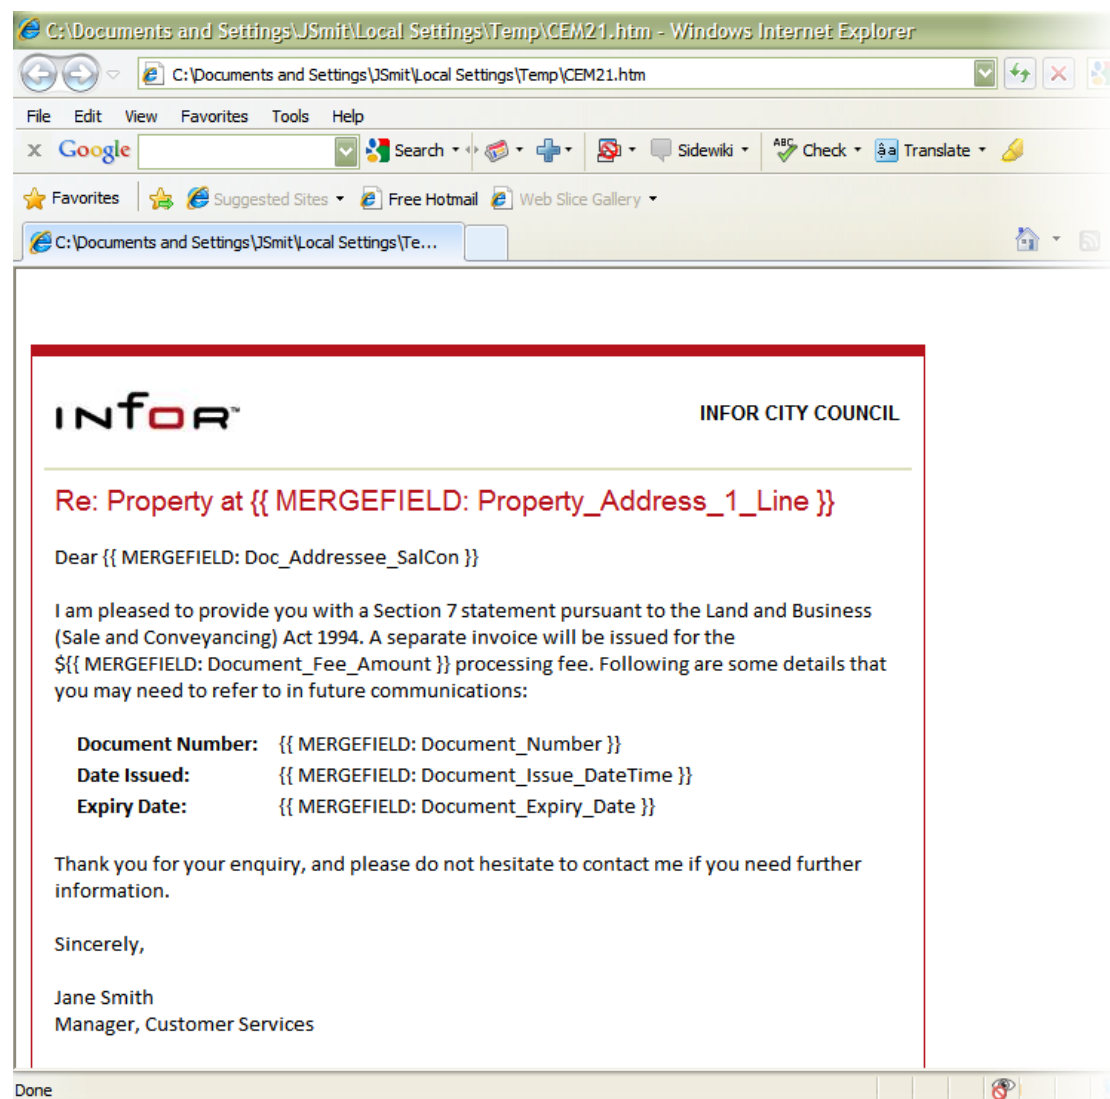 C:\Documents and Settings\JSmit\Local Settings\Temp\CEM21.htm - Windows Internet Explorer
C:\Documents and Settings\JSmit\Local Settings\Temp\CEM21.htm
File Edit View Favorites Tools Help
x Google Search Sidewiki ABC Check ää Translate
Favorites Suggested Sites Free Hotmail Web Slice Gallery
C:\Documents and Settings\JSmit\Local Settings\Te...
INfOR™ INFOR CITY COUNCIL
Re: Property at {{ MERGEFIELD: Property_Address_1_Line }}
Dear {{ MERGEFIELD: Doc_Addressee_SalCon }}
I am pleased to provide you with a Section 7 statement pursuant to the Land and Business
(Sale and Conveyancing) Act 1994. A separate invoice will be issued for the
${{ MERGEFIELD: Document_Fee_Amount }} processing fee. Following are some details that
you may need to refer to in future communications:
Document Number: {{ MERGEFIELD: Document_Number }}
Date Issued: {{ MERGEFIELD: Document_Issue_DateTime }}
Expiry Date: {{ MERGEFIELD: Document_Expiry_Date }}
Thank you for your enquiry, and please do not hesitate to contact me if you need further
information.
Sincerely,
Jane Smith
Manager, Customer Services
Done